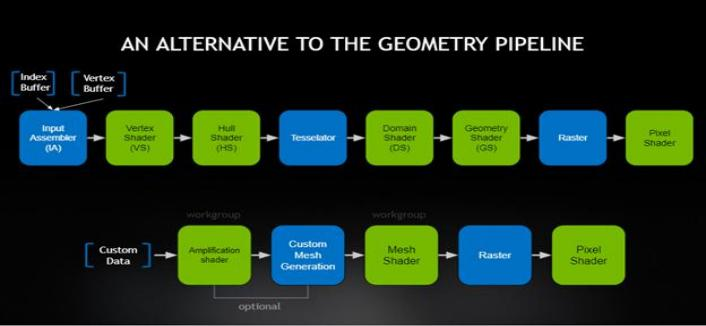 AN ALTERNATIVE TO THE GEOMETRY PIPELINE
Index
Buffer
Vertex
Buffer
Input
Assembler
(IA)
Vertex
Shader
(VS)
Hull
Shader
(HS)
Tesselator
Domain
Shader
(DS)
Geometry
Shader
(GS)
Raster
Pixel
Shader
workgroup
workgroup
Custom
Data
Amplification
shader
Custom
Mesh
Generation
Mesh
Shader
Raster
Pixel
Shader
optional